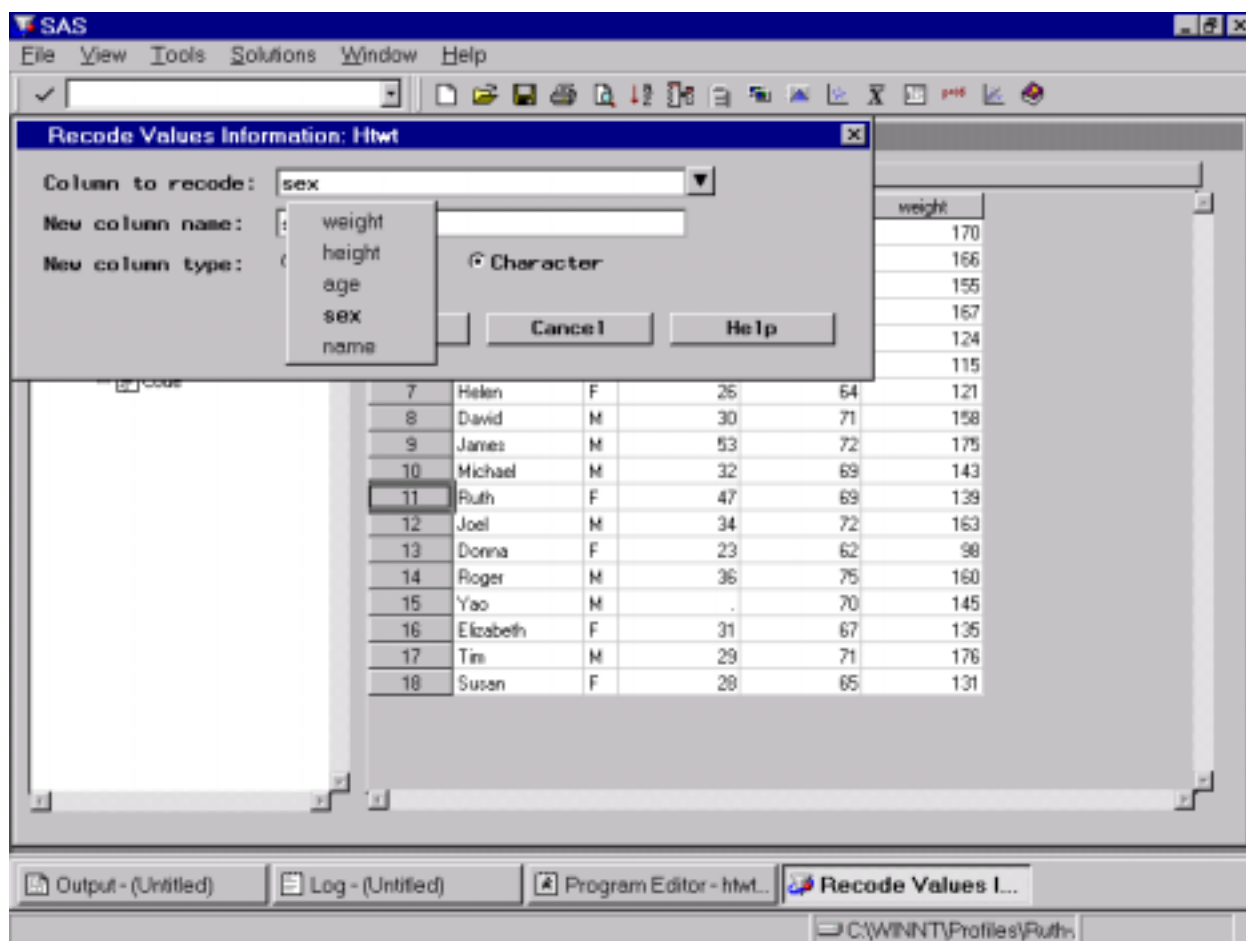 SAS
File View Tools Solutions Window Help
Recode Values Information: Htwt
Column to recode: sex
New column name: s
New column type: Character
weight
height
age
sex
name
Cancel Help
weight
170
166
155
167
124
115
7 Helen F 26 64 121
8 David M 30 71 158
9 James M 53 72 175
10 Michael M 32 69 143
11 Ruth F 47 69 139
12 Joel M 34 72 163
13 Donna F 23 62 98
14 Roger M 36 75 160
15 Yao M . 70 145
16 Elizabeth F 31 67 135
17 Tim M 29 71 176
18 Susan F 28 65 131
Code
Output - (Untitled) Log - (Untitled) Program Editor - htwt... Recode Values I...
C:\WINNT\Profiles\Ruth